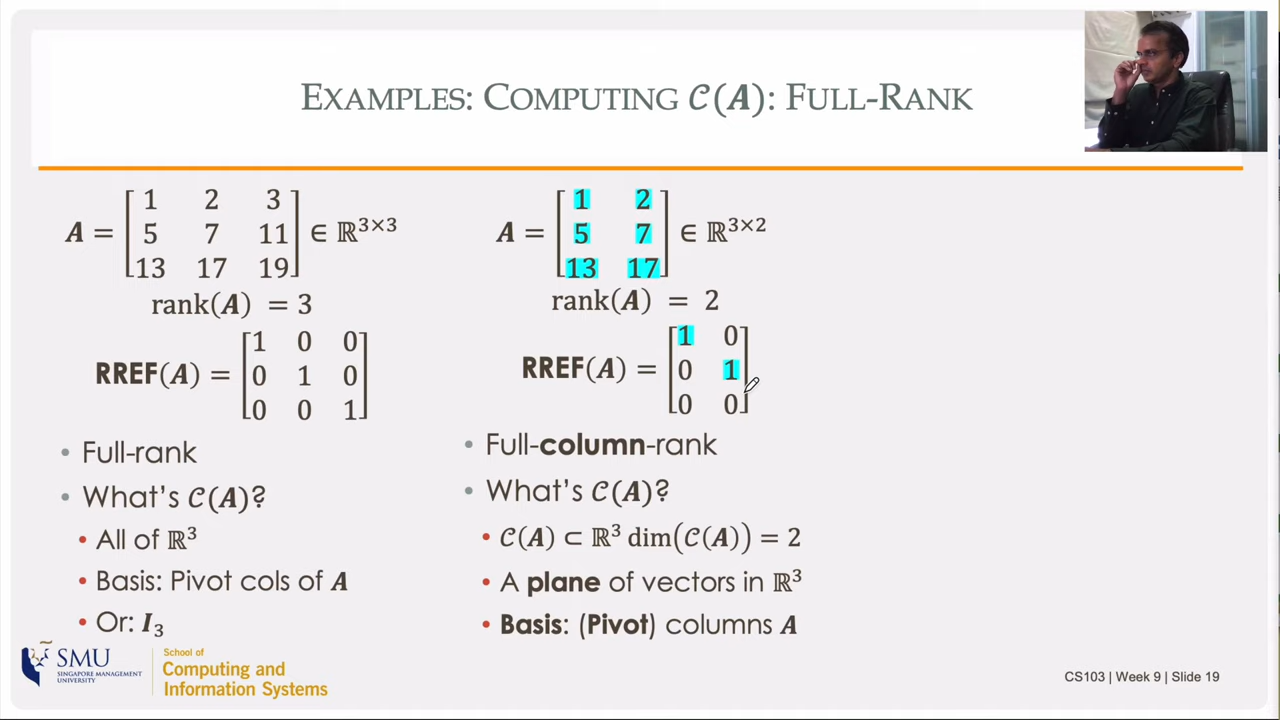 EXAMPLES: COMPUTING 𝒞(A): FULL-RANK
A = [1 2 3; 5 7 11; 13 17 19] ∈ ℝ^{3×3}
rank(A) = 3
RREF(A) = [1 0 0; 0 1 0; 0 0 1]
• Full-rank
• What's 𝒞(A)?
• All of ℝ³
• Basis: Pivot cols of A
• Or: I₃
A = [1 2; 5 7; 13 17] ∈ ℝ^{3×2}
rank(A) = 2
RREF(A) = [1 0; 0 1; 0 0]
• Full-column-rank
• What's 𝒞(A)?
• 𝒞(A) ⊂ ℝ³ dim(𝒞(A)) = 2
• A plane of vectors in ℝ³
• Basis: (Pivot) columns A
SMU
SINGAPORE MANAGEMENT
UNIVERSITY
School of
Computing and
Information Systems
CS103 | Week 9 | Slide 19